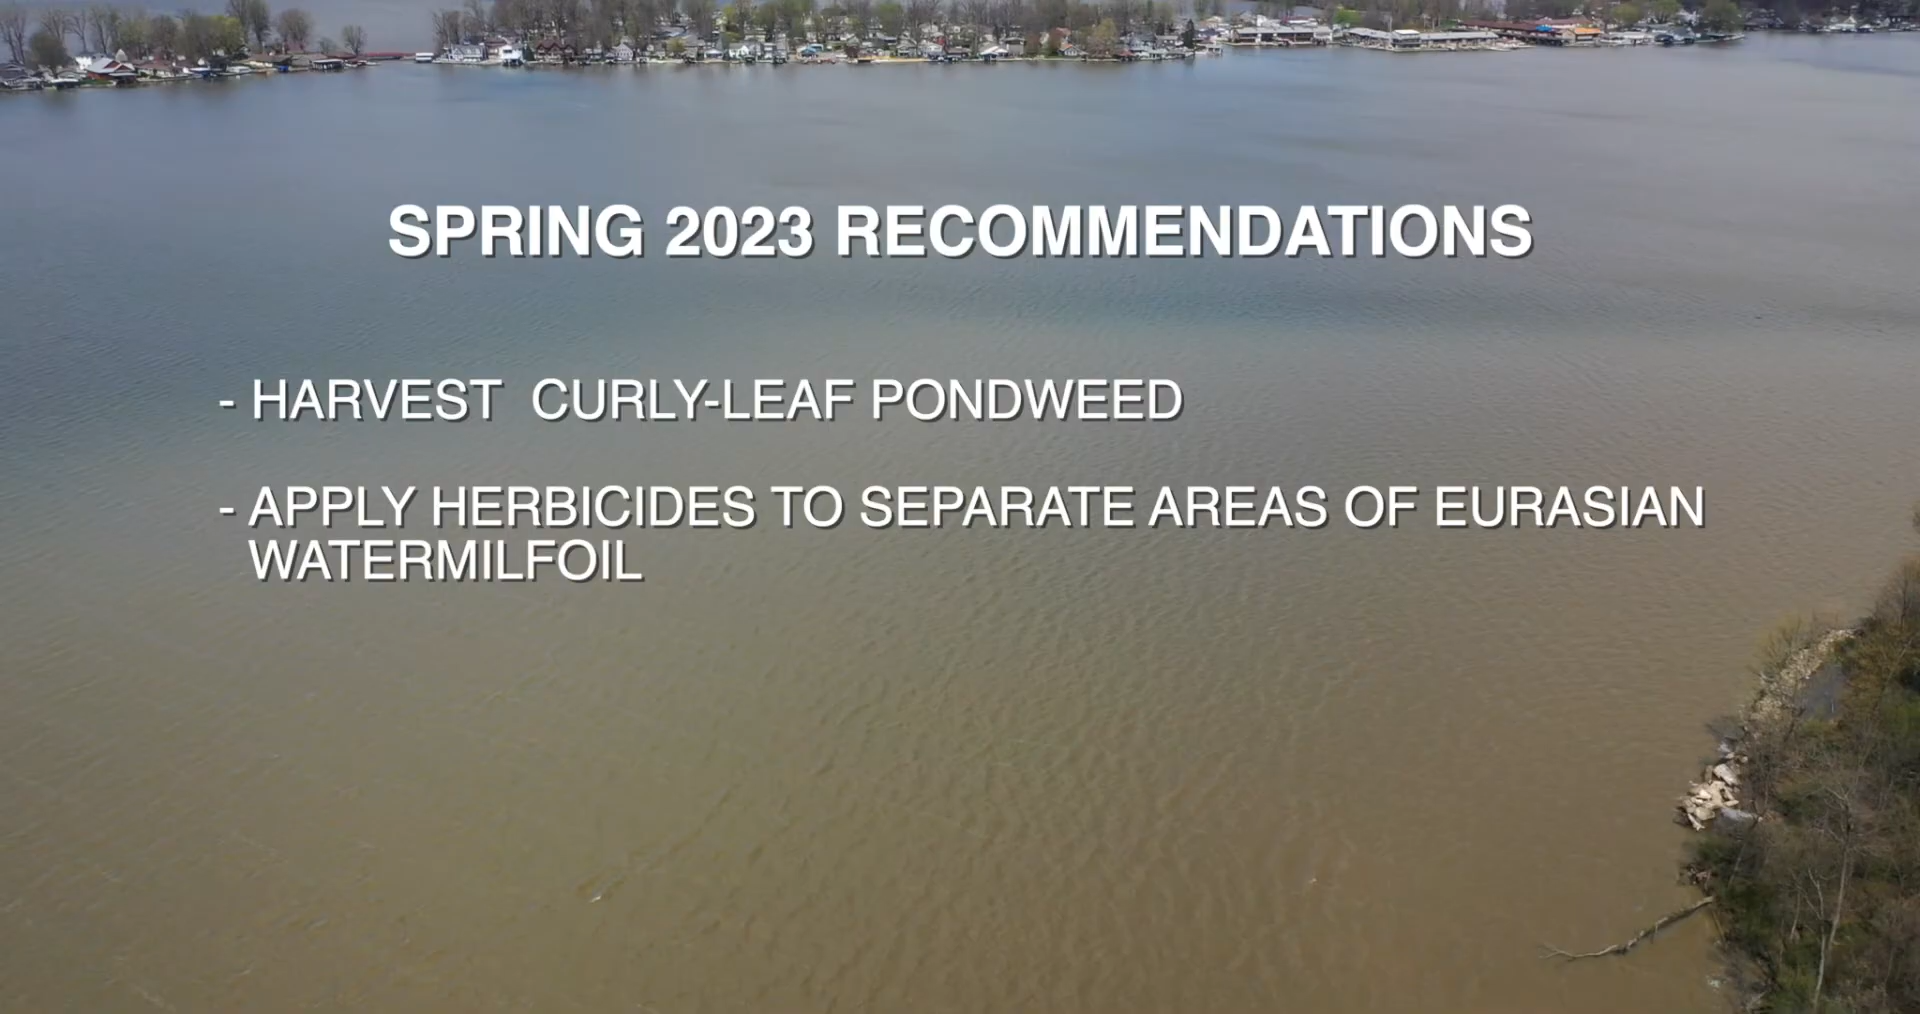 SPRING 2023 RECOMMENDATIONS
- HARVEST  CURLY-LEAF PONDWEED
- APPLY HERBICIDES TO SEPARATE AREAS OF EURASIAN
WATERMILFOIL